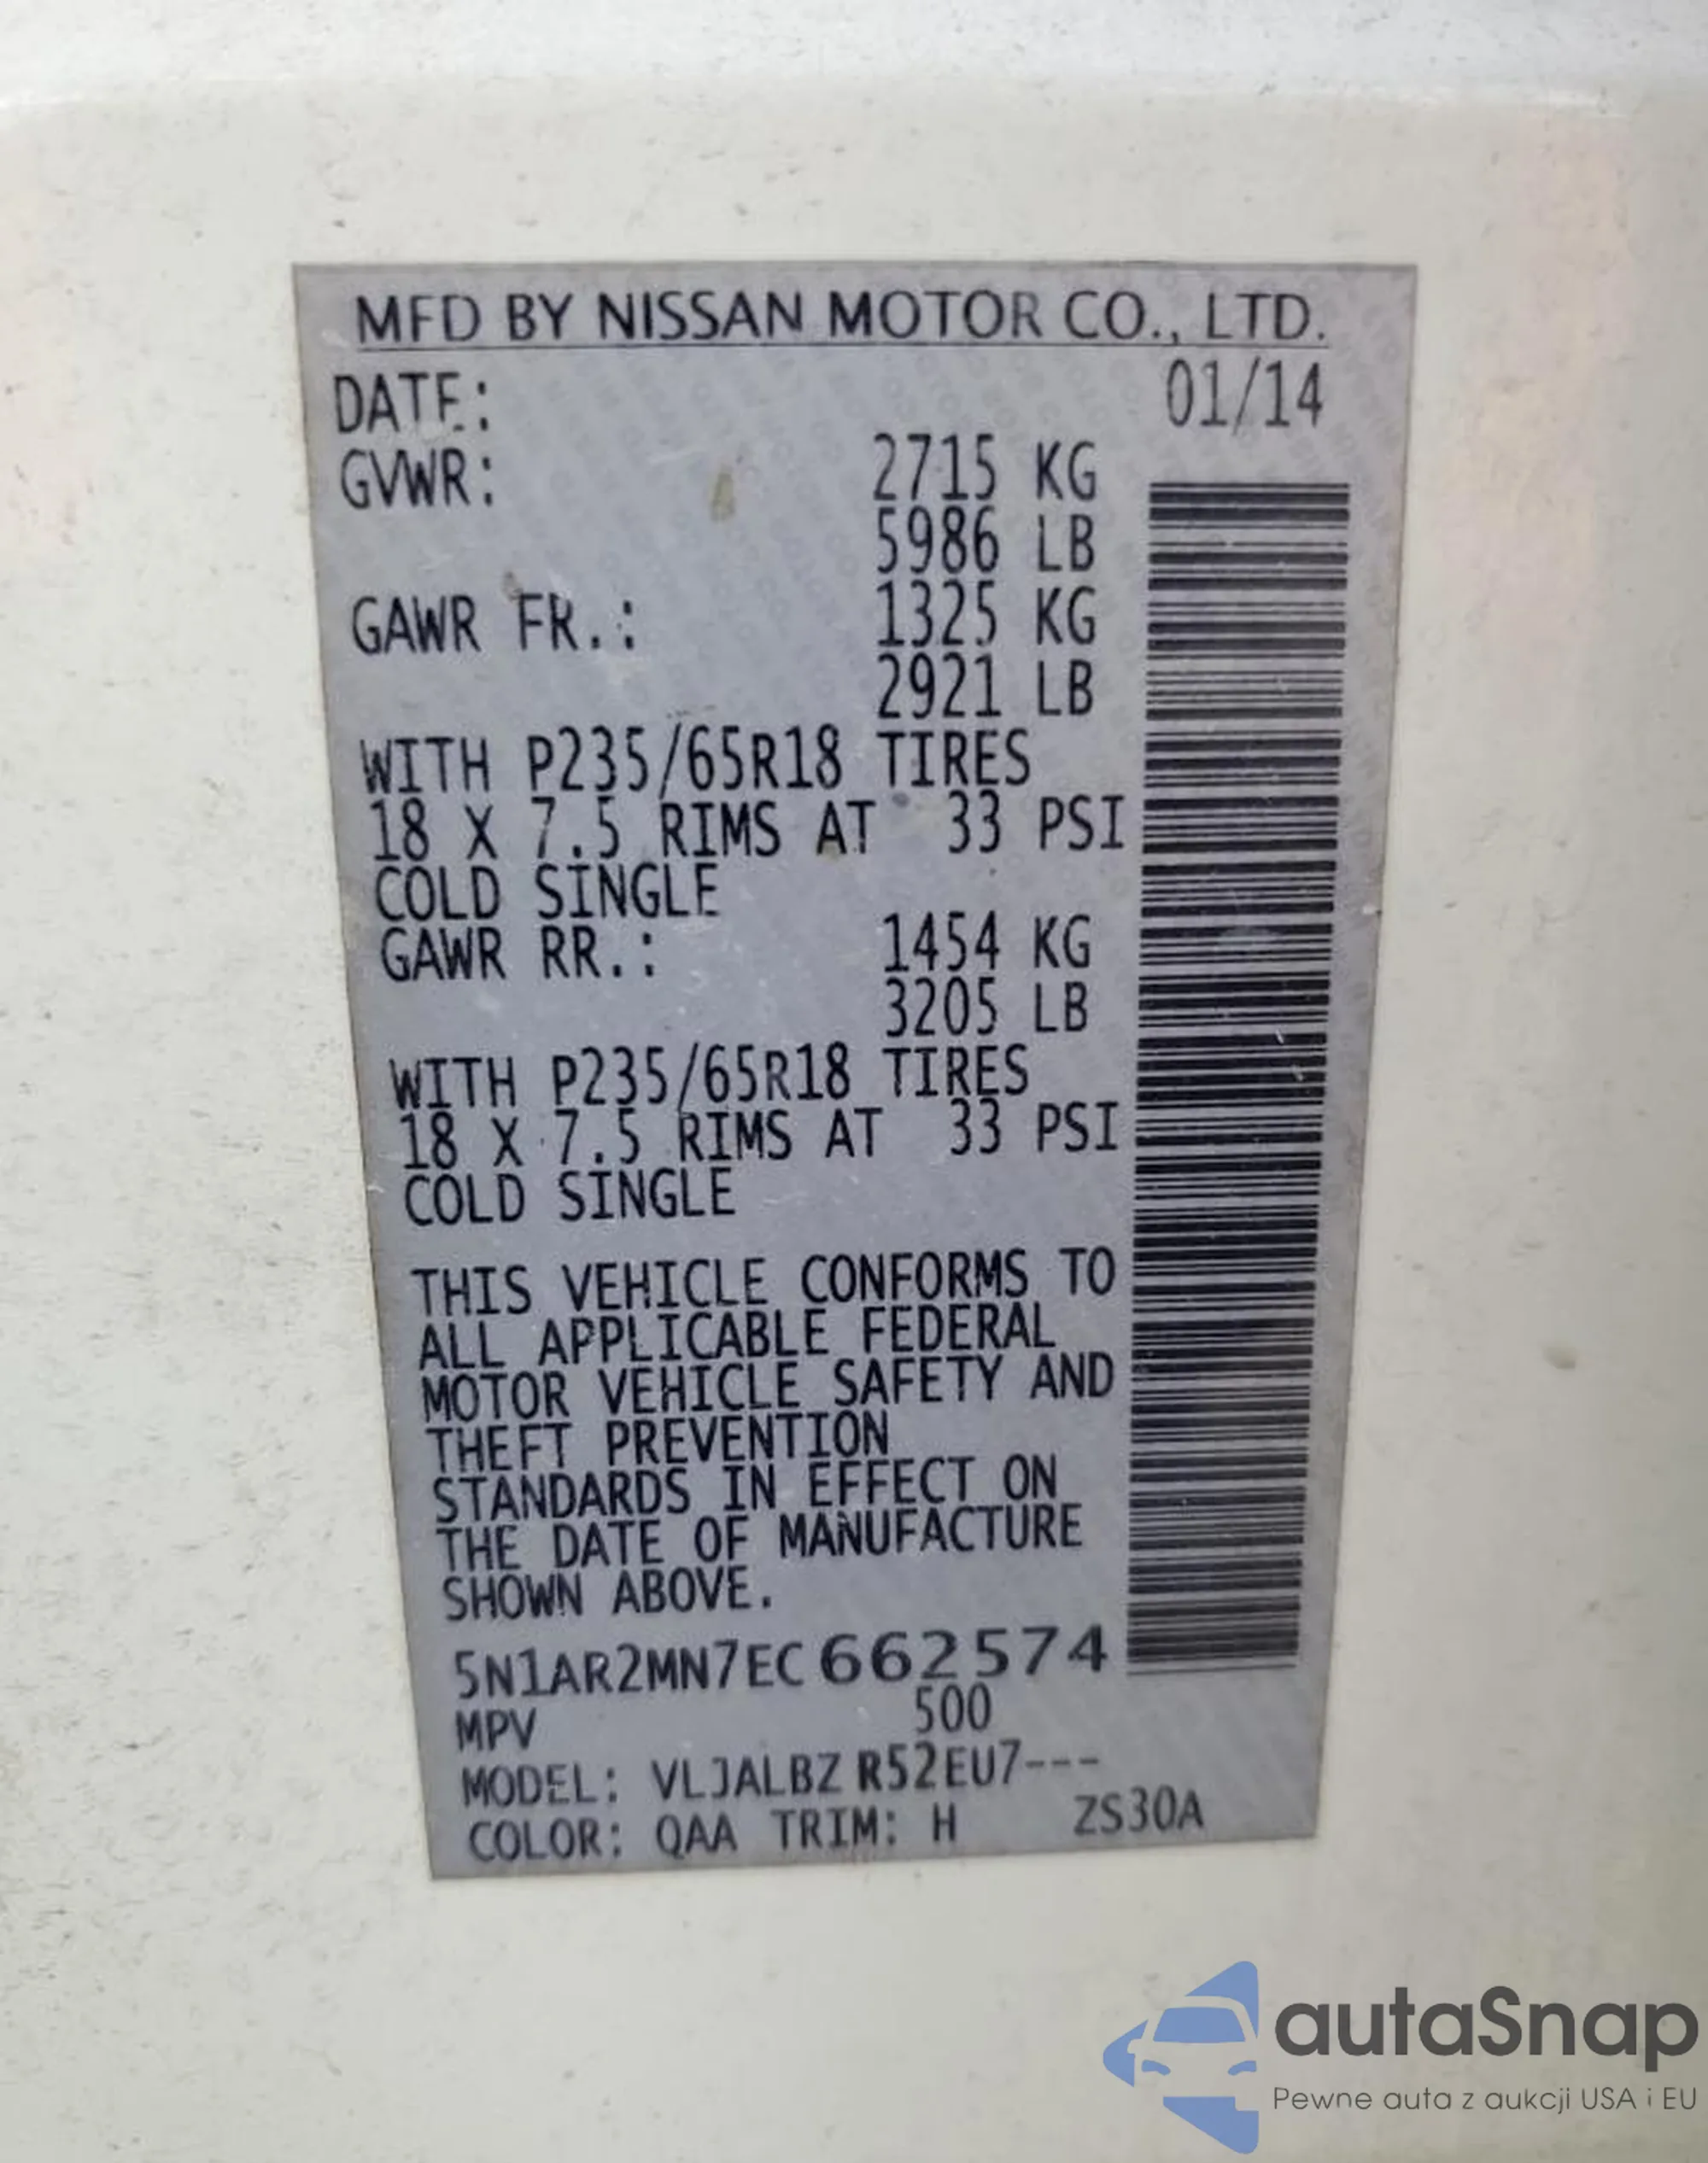 MFD BY NISSAN MOTOR CO., LTD.
DATE: 01/14
GVWR: 2715 KG
5986 LB
GAWR FR.: 1325 KG
2921 LB
WITH P235/65R18 TIRES
18 X 7.5 RIMS AT 33 PSI
COLD SINGLE
GAWR RR.: 1454 KG
3205 LB
WITH P235/65R18 TIRES
18 X 7.5 RIMS AT 33 PSI
COLD SINGLE
THIS VEHICLE CONFORMS TO
ALL APPLICABLE FEDERAL
MOTOR VEHICLE SAFETY AND
THEFT PREVENTION
STANDARDS IN EFFECT ON
THE DATE OF MANUFACTURE
SHOWN ABOVE.
5N1AR2MN7EC662574
MPV 500
MODEL: VLJALBZ R52EU7---
COLOR: QAA TRIM: H ZS30A
autaSnap
Pewne auta z aukcji USA i EU